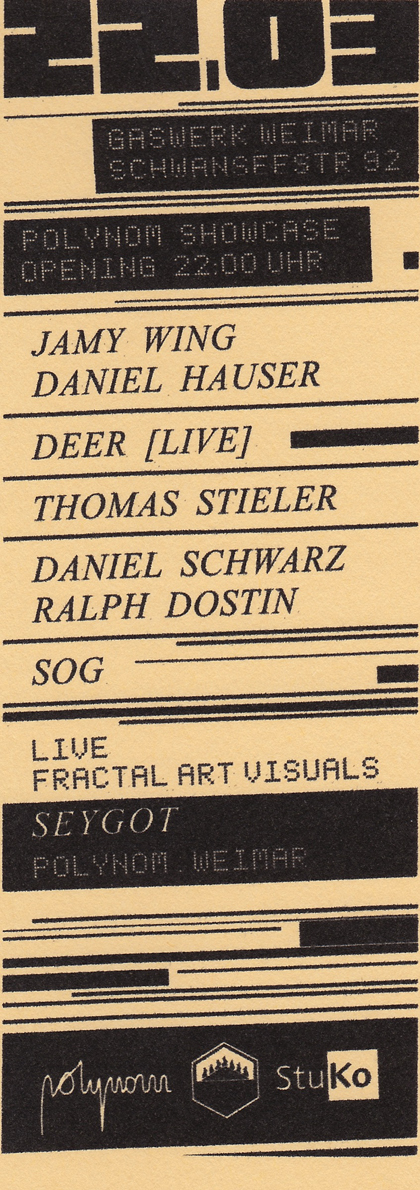 22.03
GASWERK WEIMAR
SCHWANSEESTR 92
POLYNOM SHOWCASE
OPENING 22:00 UHR
JAMY WING
DANIEL HAUSER
DEER [LIVE]
THOMAS STIELER
DANIEL SCHWARZ
RALPH DOSTIN
SOG
LIVE
FRACTAL ART VISUALS
SEYGOT
POLYNOM . WEIMAR
polynom
StuKo